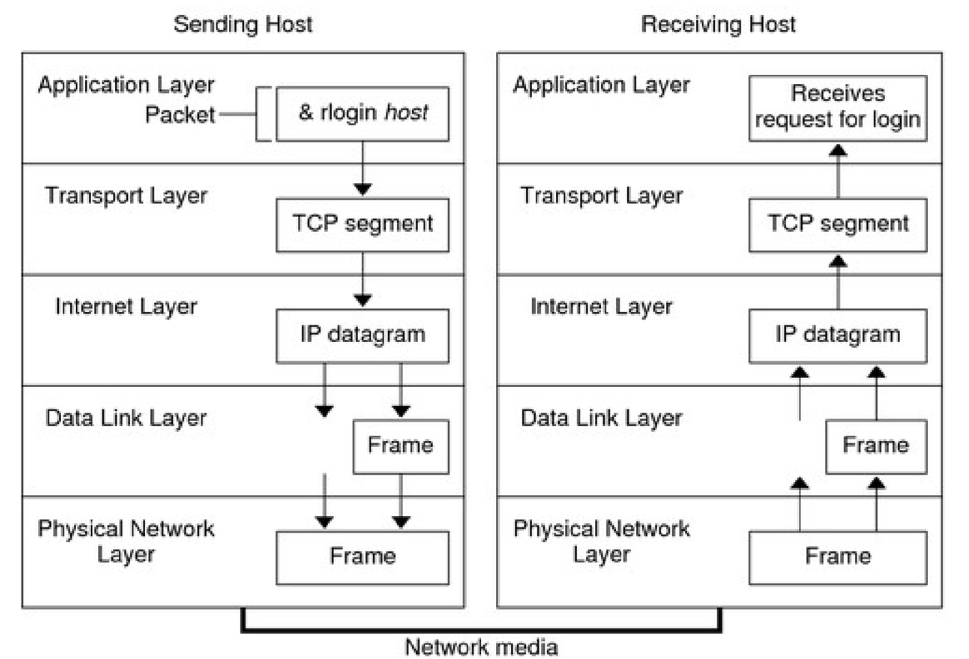 Sending Host
Application Layer
Packet
& rlogin host
Transport Layer
TCP segment
Internet Layer
IP datagram
Data Link Layer
Frame
Physical Network
Layer
Frame
Receiving Host
Application Layer
Receives
request for login
Transport Layer
TCP segment
Internet Layer
IP datagram
Data Link Layer
Frame
Physical Network
Layer
Frame
Network media